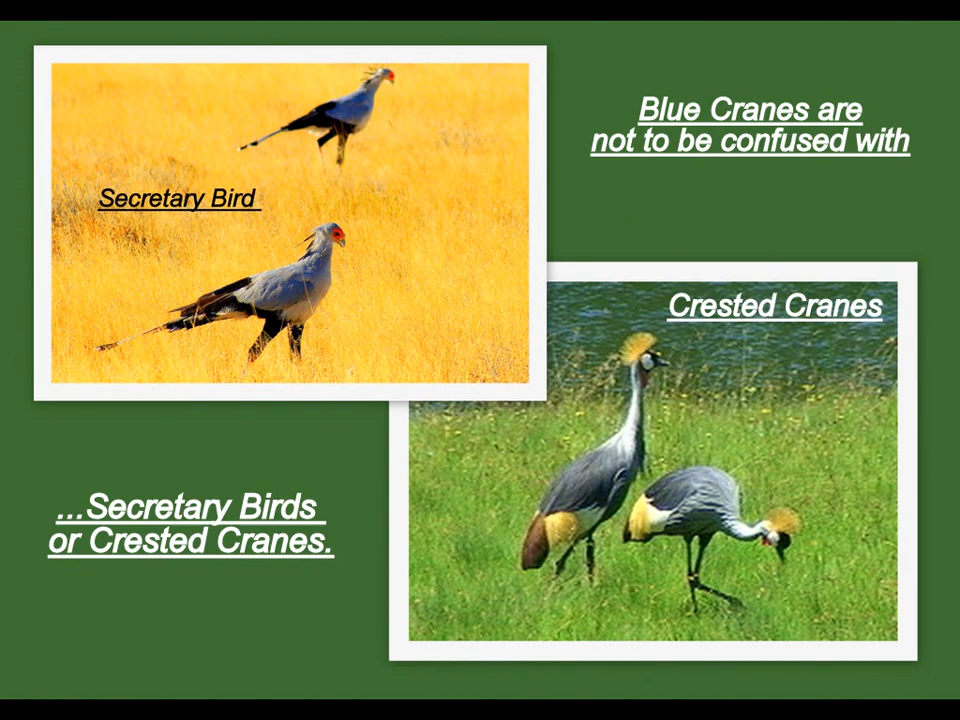 Blue Cranes are
not to be confused with
Secretary Bird
Crested Cranes
...Secretary Birds
or Crested Cranes.